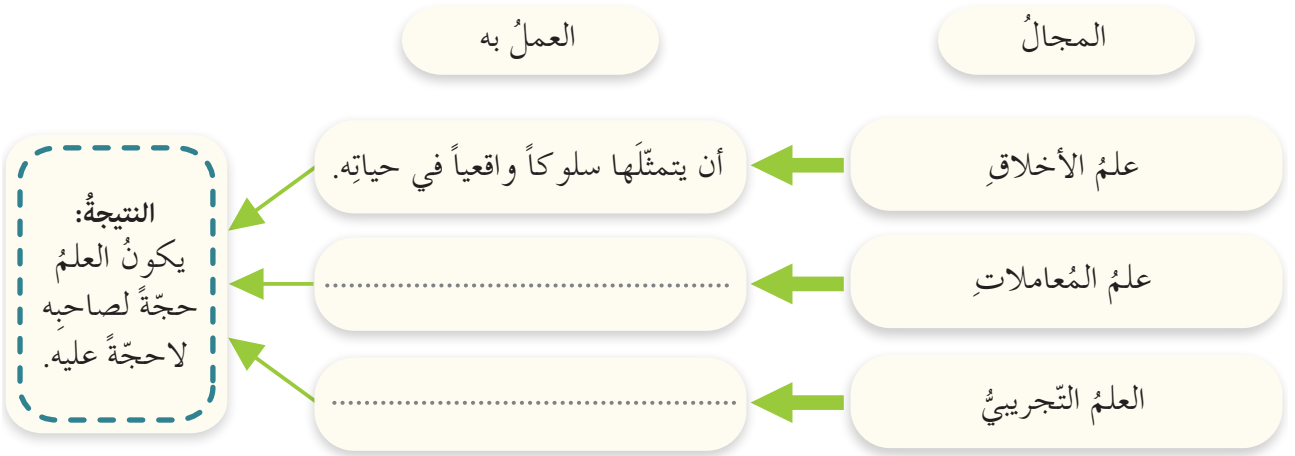 المجالُ
العملُ به
علمُ الأخلاقِ
أن يتمثّلَها سلوكاً واقعياً في حياتِه.
علمُ المُعاملاتِ
..................................................
العلمُ التّجريبيُّ
..................................................
النتيجةُ:
يكونُ العلمُ
حجّةً لصاحبِه
لاحجّةً عليه.